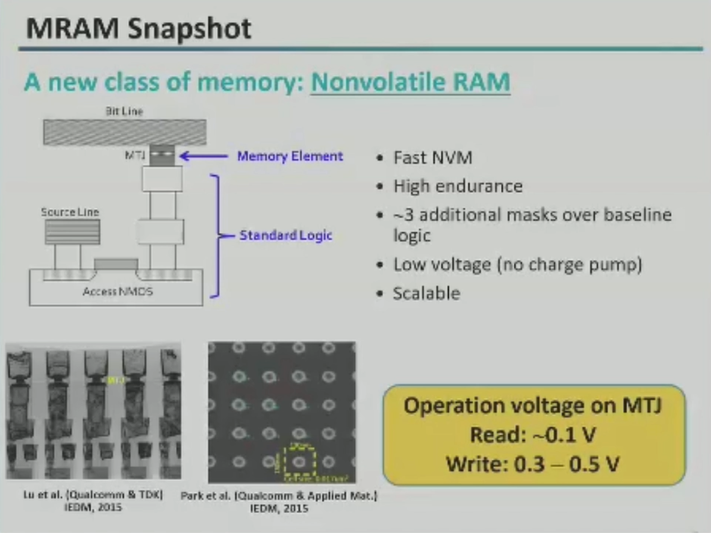 MRAM Snapshot
A new class of memory: Nonvolatile RAM
Bit Line
MTJ
Memory Element
Source Line
Standard Logic
Access NMOS
• Fast NVM
• High endurance
• ~3 additional masks over baseline
logic
• Low voltage (no charge pump)
• Scalable
MTJ
Lu et al. (Qualcomm & TDK)
IEDM, 2015
Park et al. (Qualcomm & Applied Mat.)
IEDM, 2015
Operation voltage on MTJ
Read: ~0.1 V
Write: 0.3 – 0.5 V